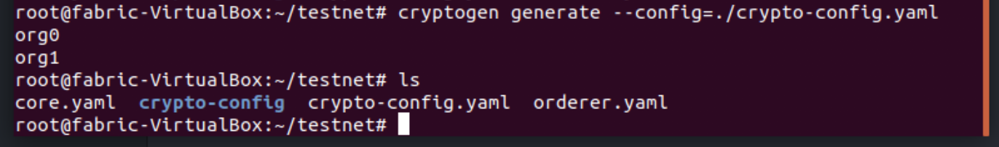 root@fabric-VirtualBox:~/testnet# cryptogen generate --config=./crypto-config.yaml
org0
org1
root@fabric-VirtualBox:~/testnet# ls
core.yaml  crypto-config  crypto-config.yaml  orderer.yaml
root@fabric-VirtualBox:~/testnet#